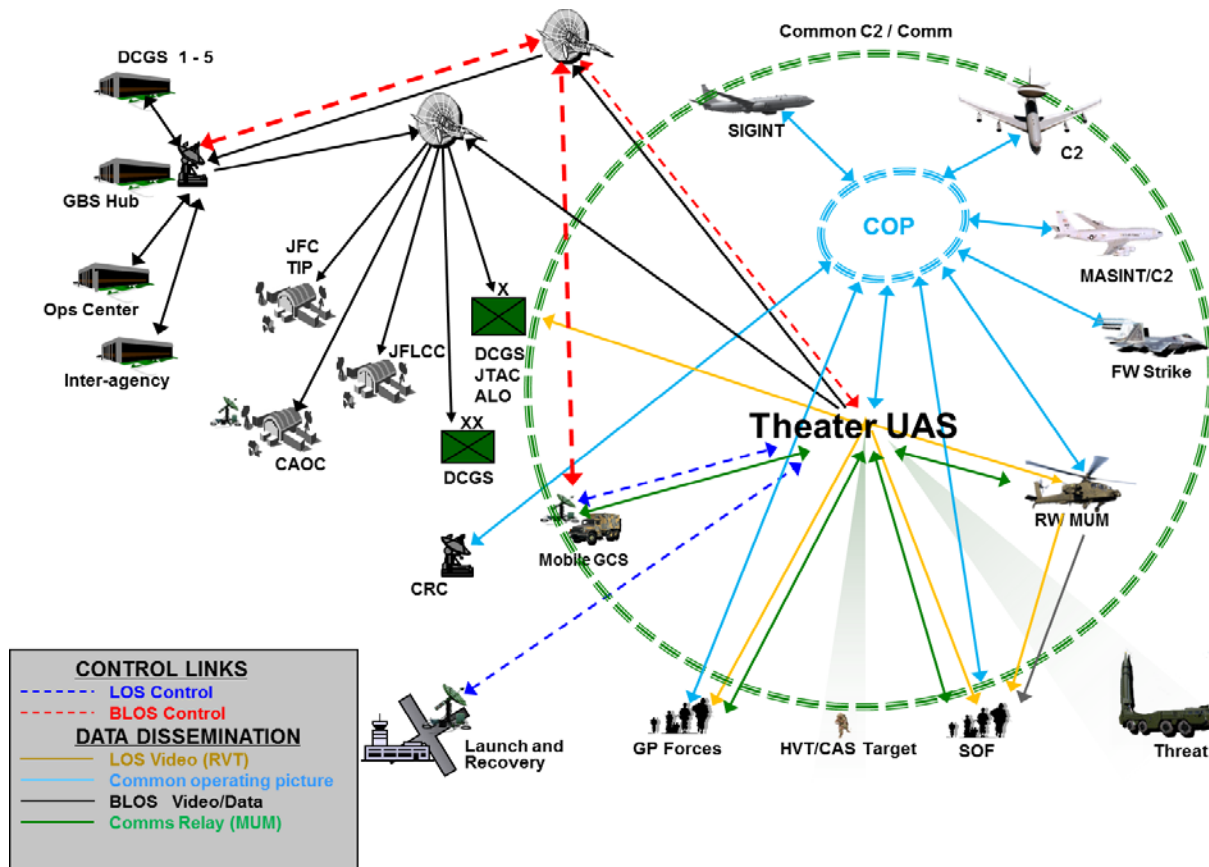 Common C2 / Comm
DCGS 1 - 5
SIGINT
C2
GBS Hub
COP
JFC
TIP
MASINT/C2
Ops Center
X
JFLCC
DCGS
JTAC
ALO
Inter-agency
FW Strike
XX
Theater UAS
CAOC
DCGS
RW MUM
Mobile GCS
CRC
CONTROL LINKS
LOS Control
BLOS Control
DATA DISSEMINATION
LOS Video (RVT)
Common operating picture
BLOS Video/Data
Comms Relay (MUM)
Launch and
Recovery
GP Forces
HVT/CAS Target
SOF
Threat